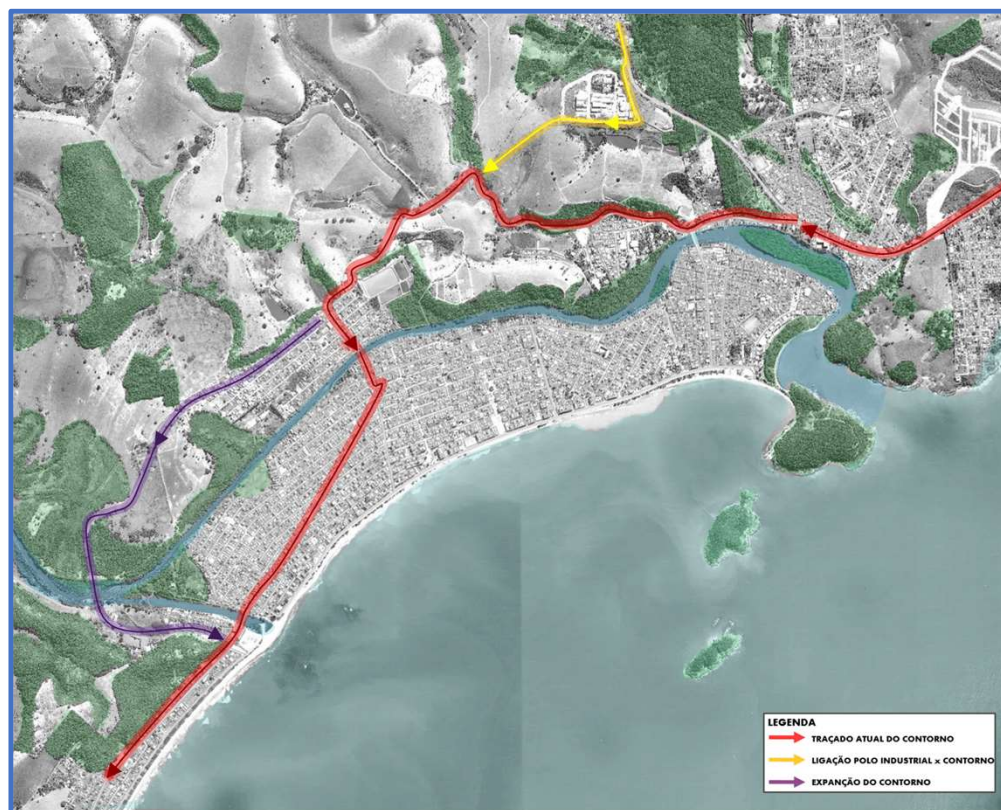 LEGENDA
TRAÇADO ATUAL DO CONTORNO
LIGAÇÃO POLO INDUSTRIAL x CONTORNO
EXPANÇÃO DO CONTORNO